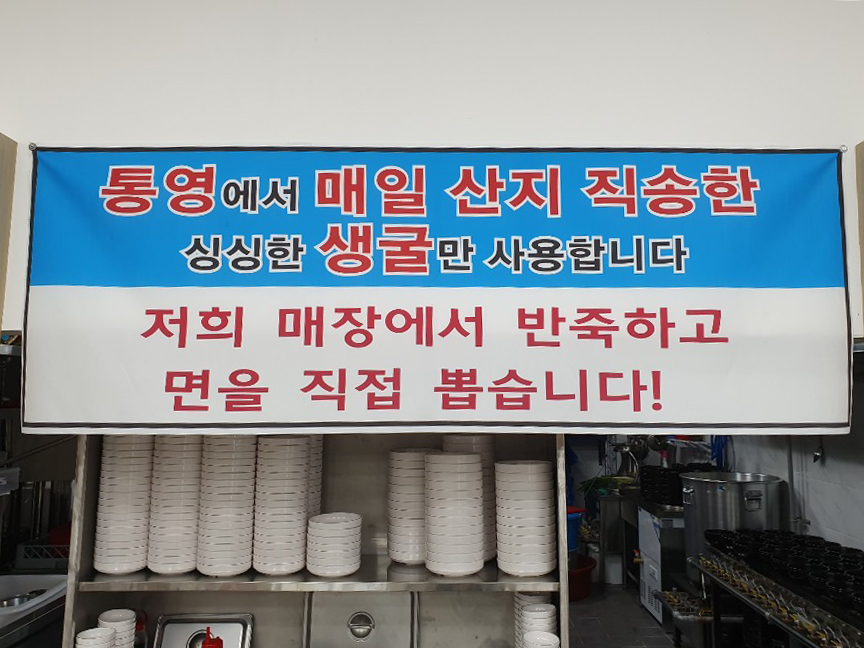 통영에서 매일 산지 직송한
싱싱한 생굴만 사용합니다
저희 매장에서 반죽하고
면을 직접 뽑습니다!